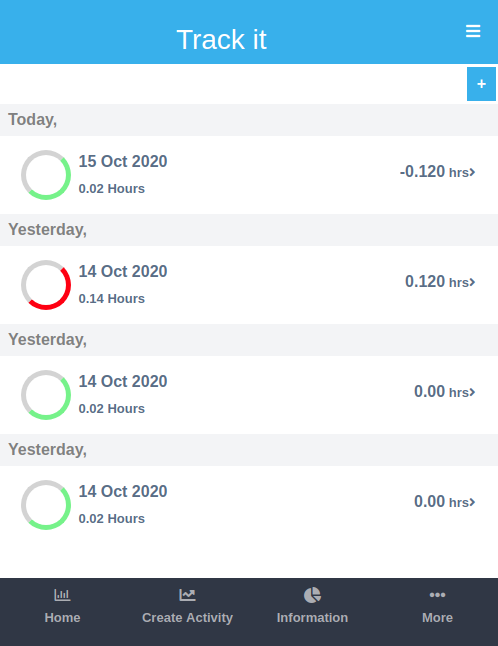 Track it
+
Today,
15 Oct 2020
0.02 Hours
-0.120 hrs
Yesterday,
14 Oct 2020
0.14 Hours
0.120 hrs
Yesterday,
14 Oct 2020
0.02 Hours
0.00 hrs
Yesterday,
14 Oct 2020
0.02 Hours
0.00 hrs
Home
Create Activity
Information
More